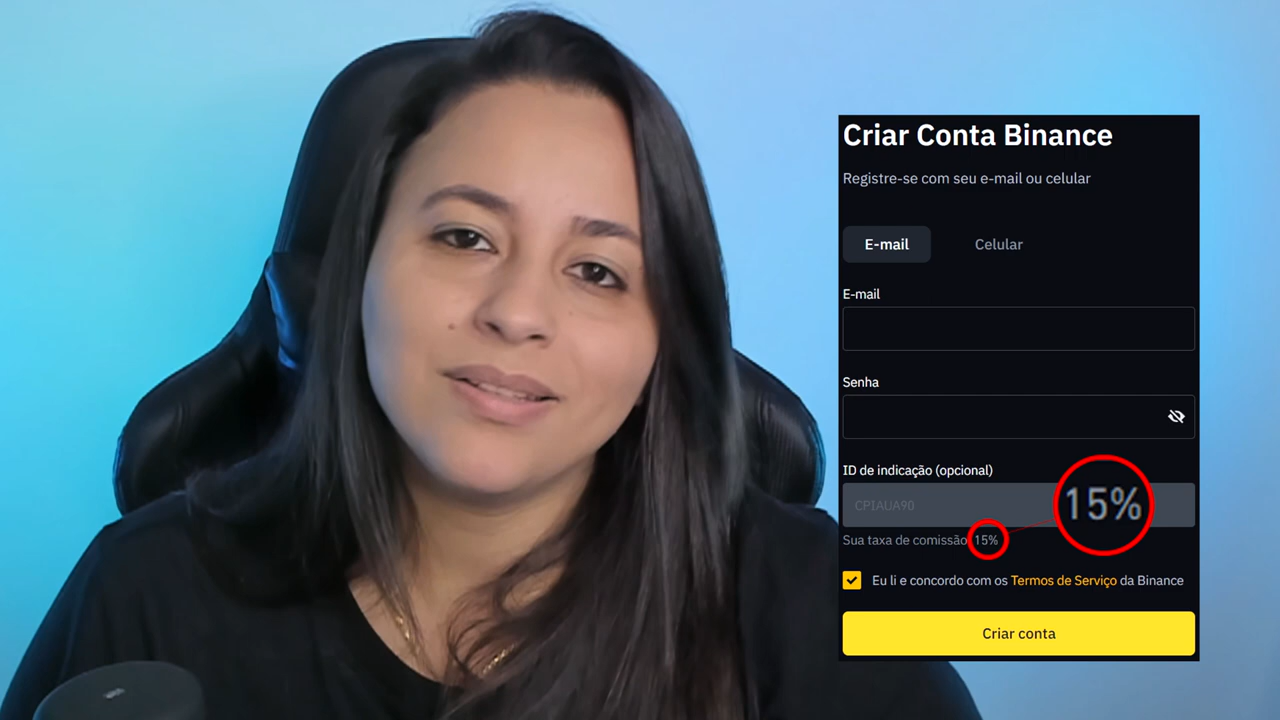 Criar Conta Binance
Registre-se com seu e-mail ou celular
E-mail Celular
E-mail
Senha
ID de indicação (opcional)
CPIAUA90
15%
Sua taxa de comissão 15%
Eu li e concordo com os Termos de Serviço da Binance
Criar conta